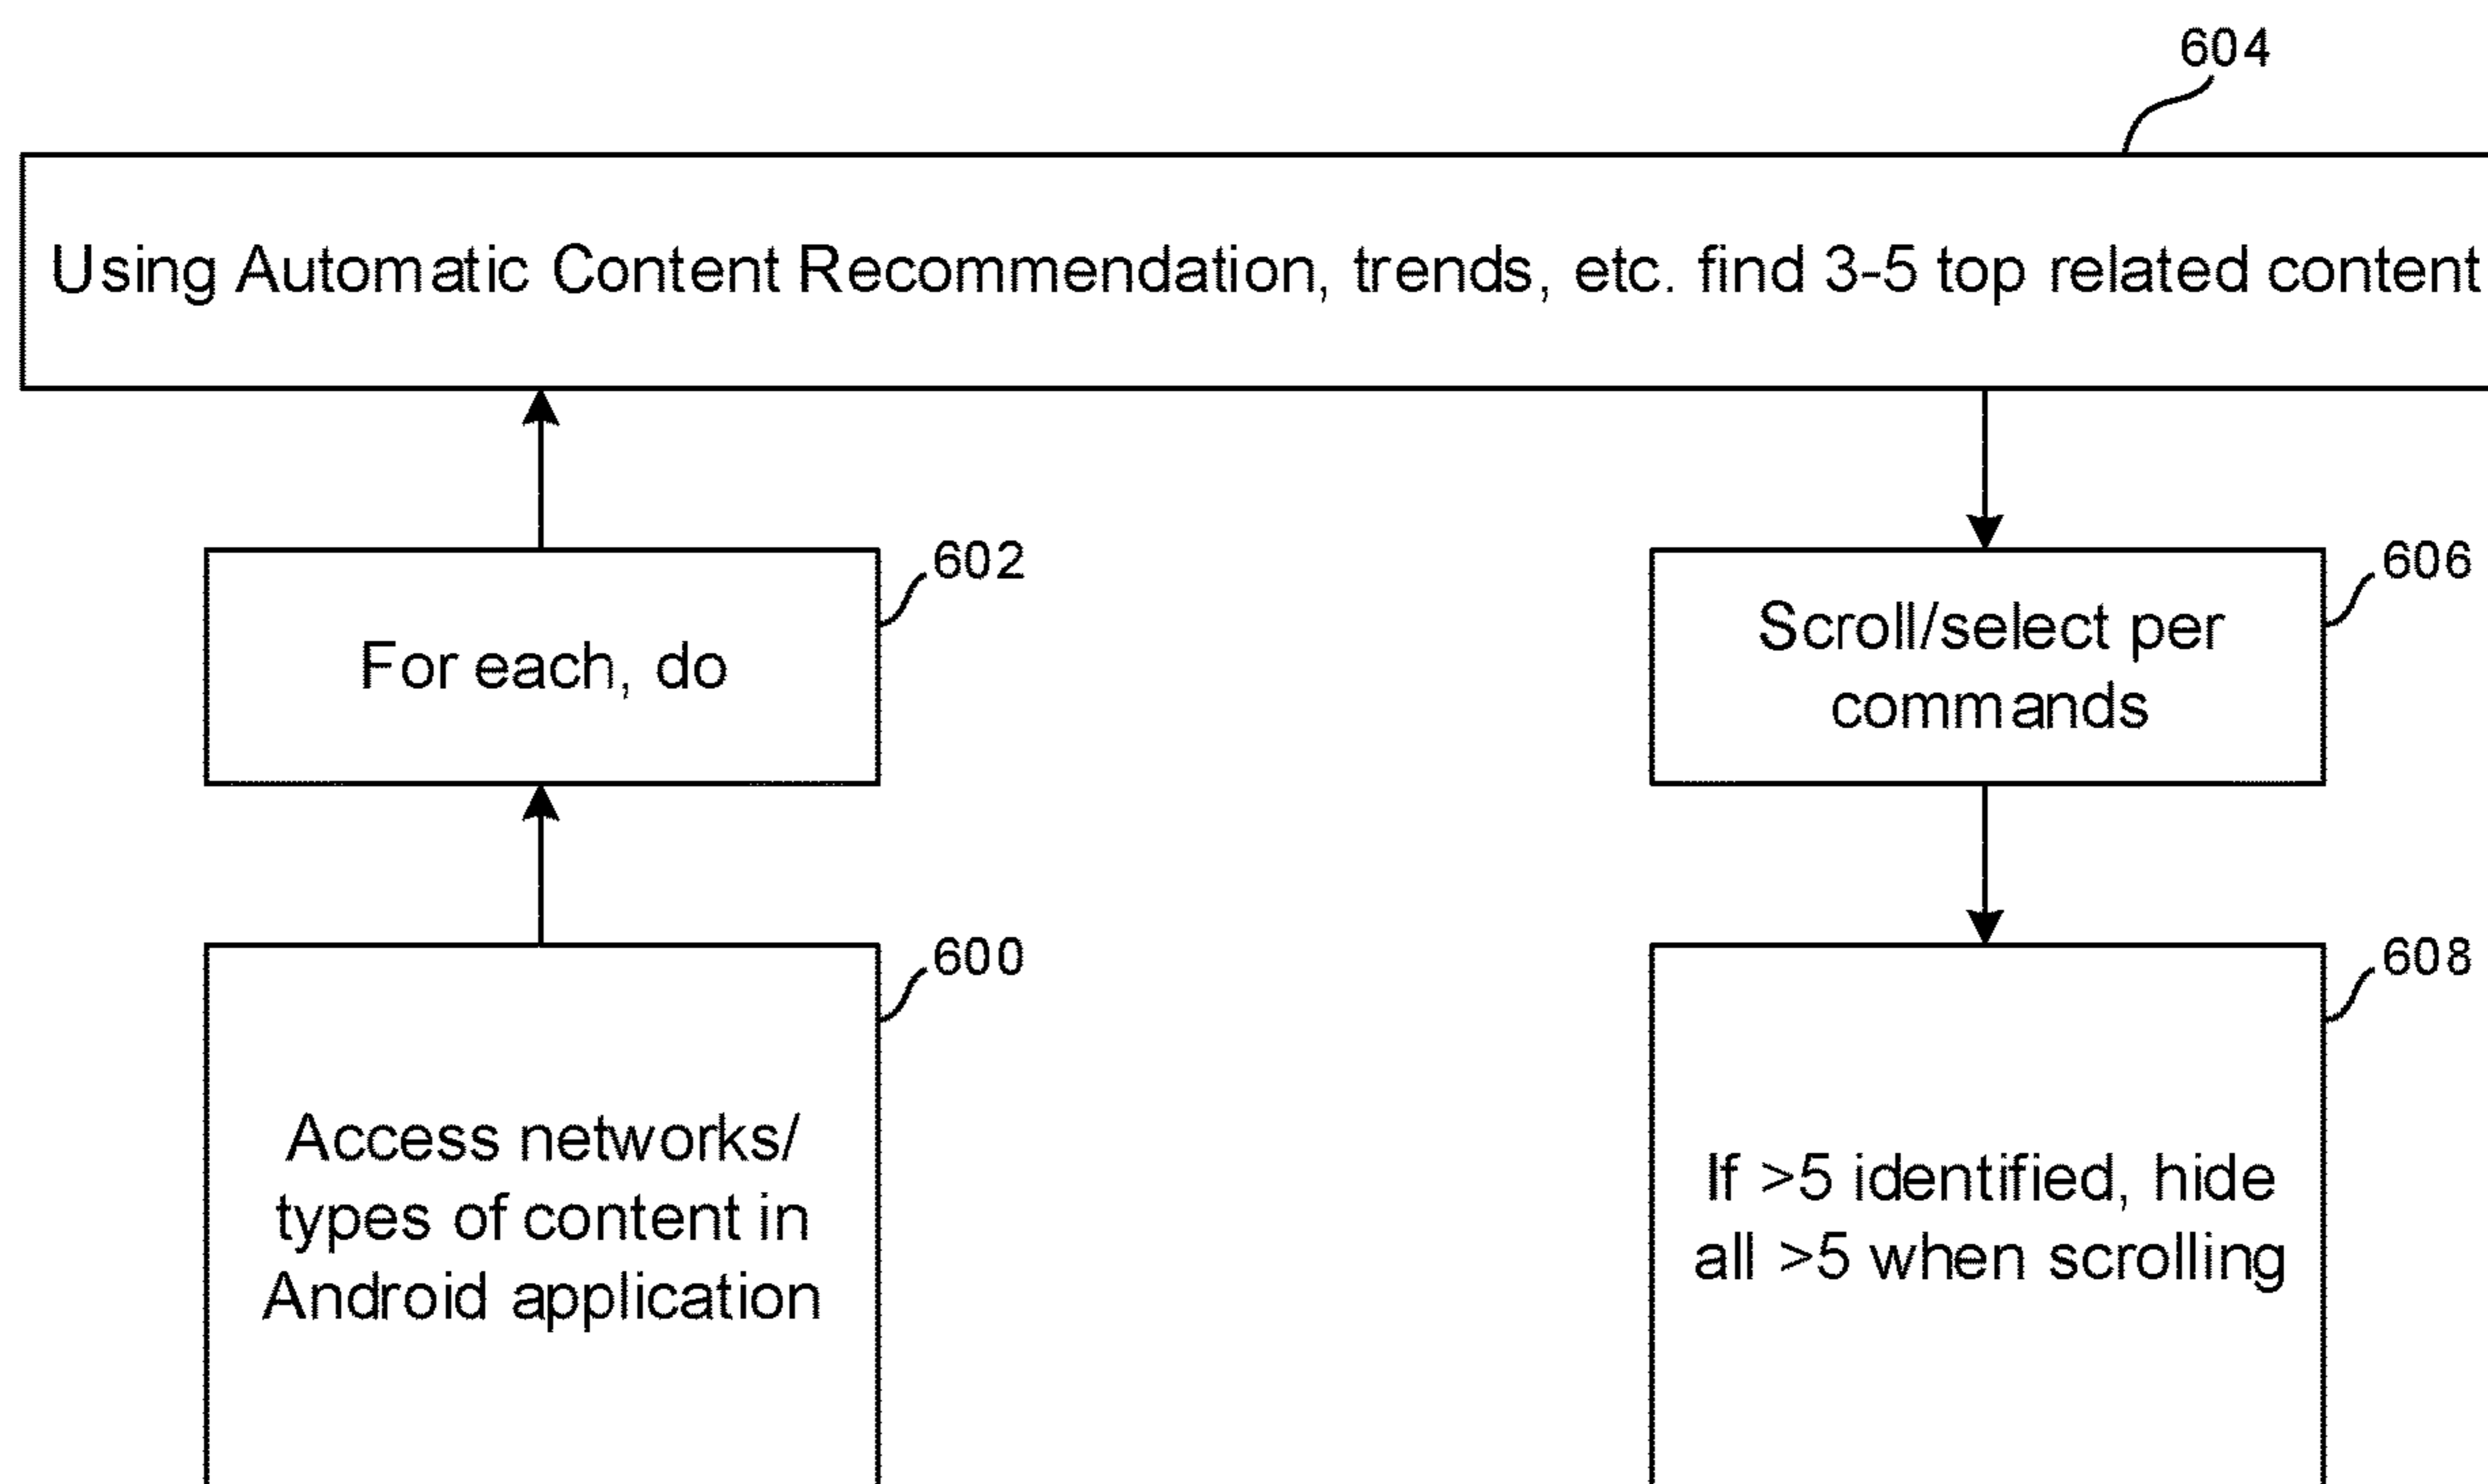 604
Using Automatic Content Recommendation, trends, etc. find 3-5 top related content
602
For each, do
606
Scroll/select per
commands
600
Access networks/
types of content in
Android application
608
If >5 identified, hide
all >5 when scrolling